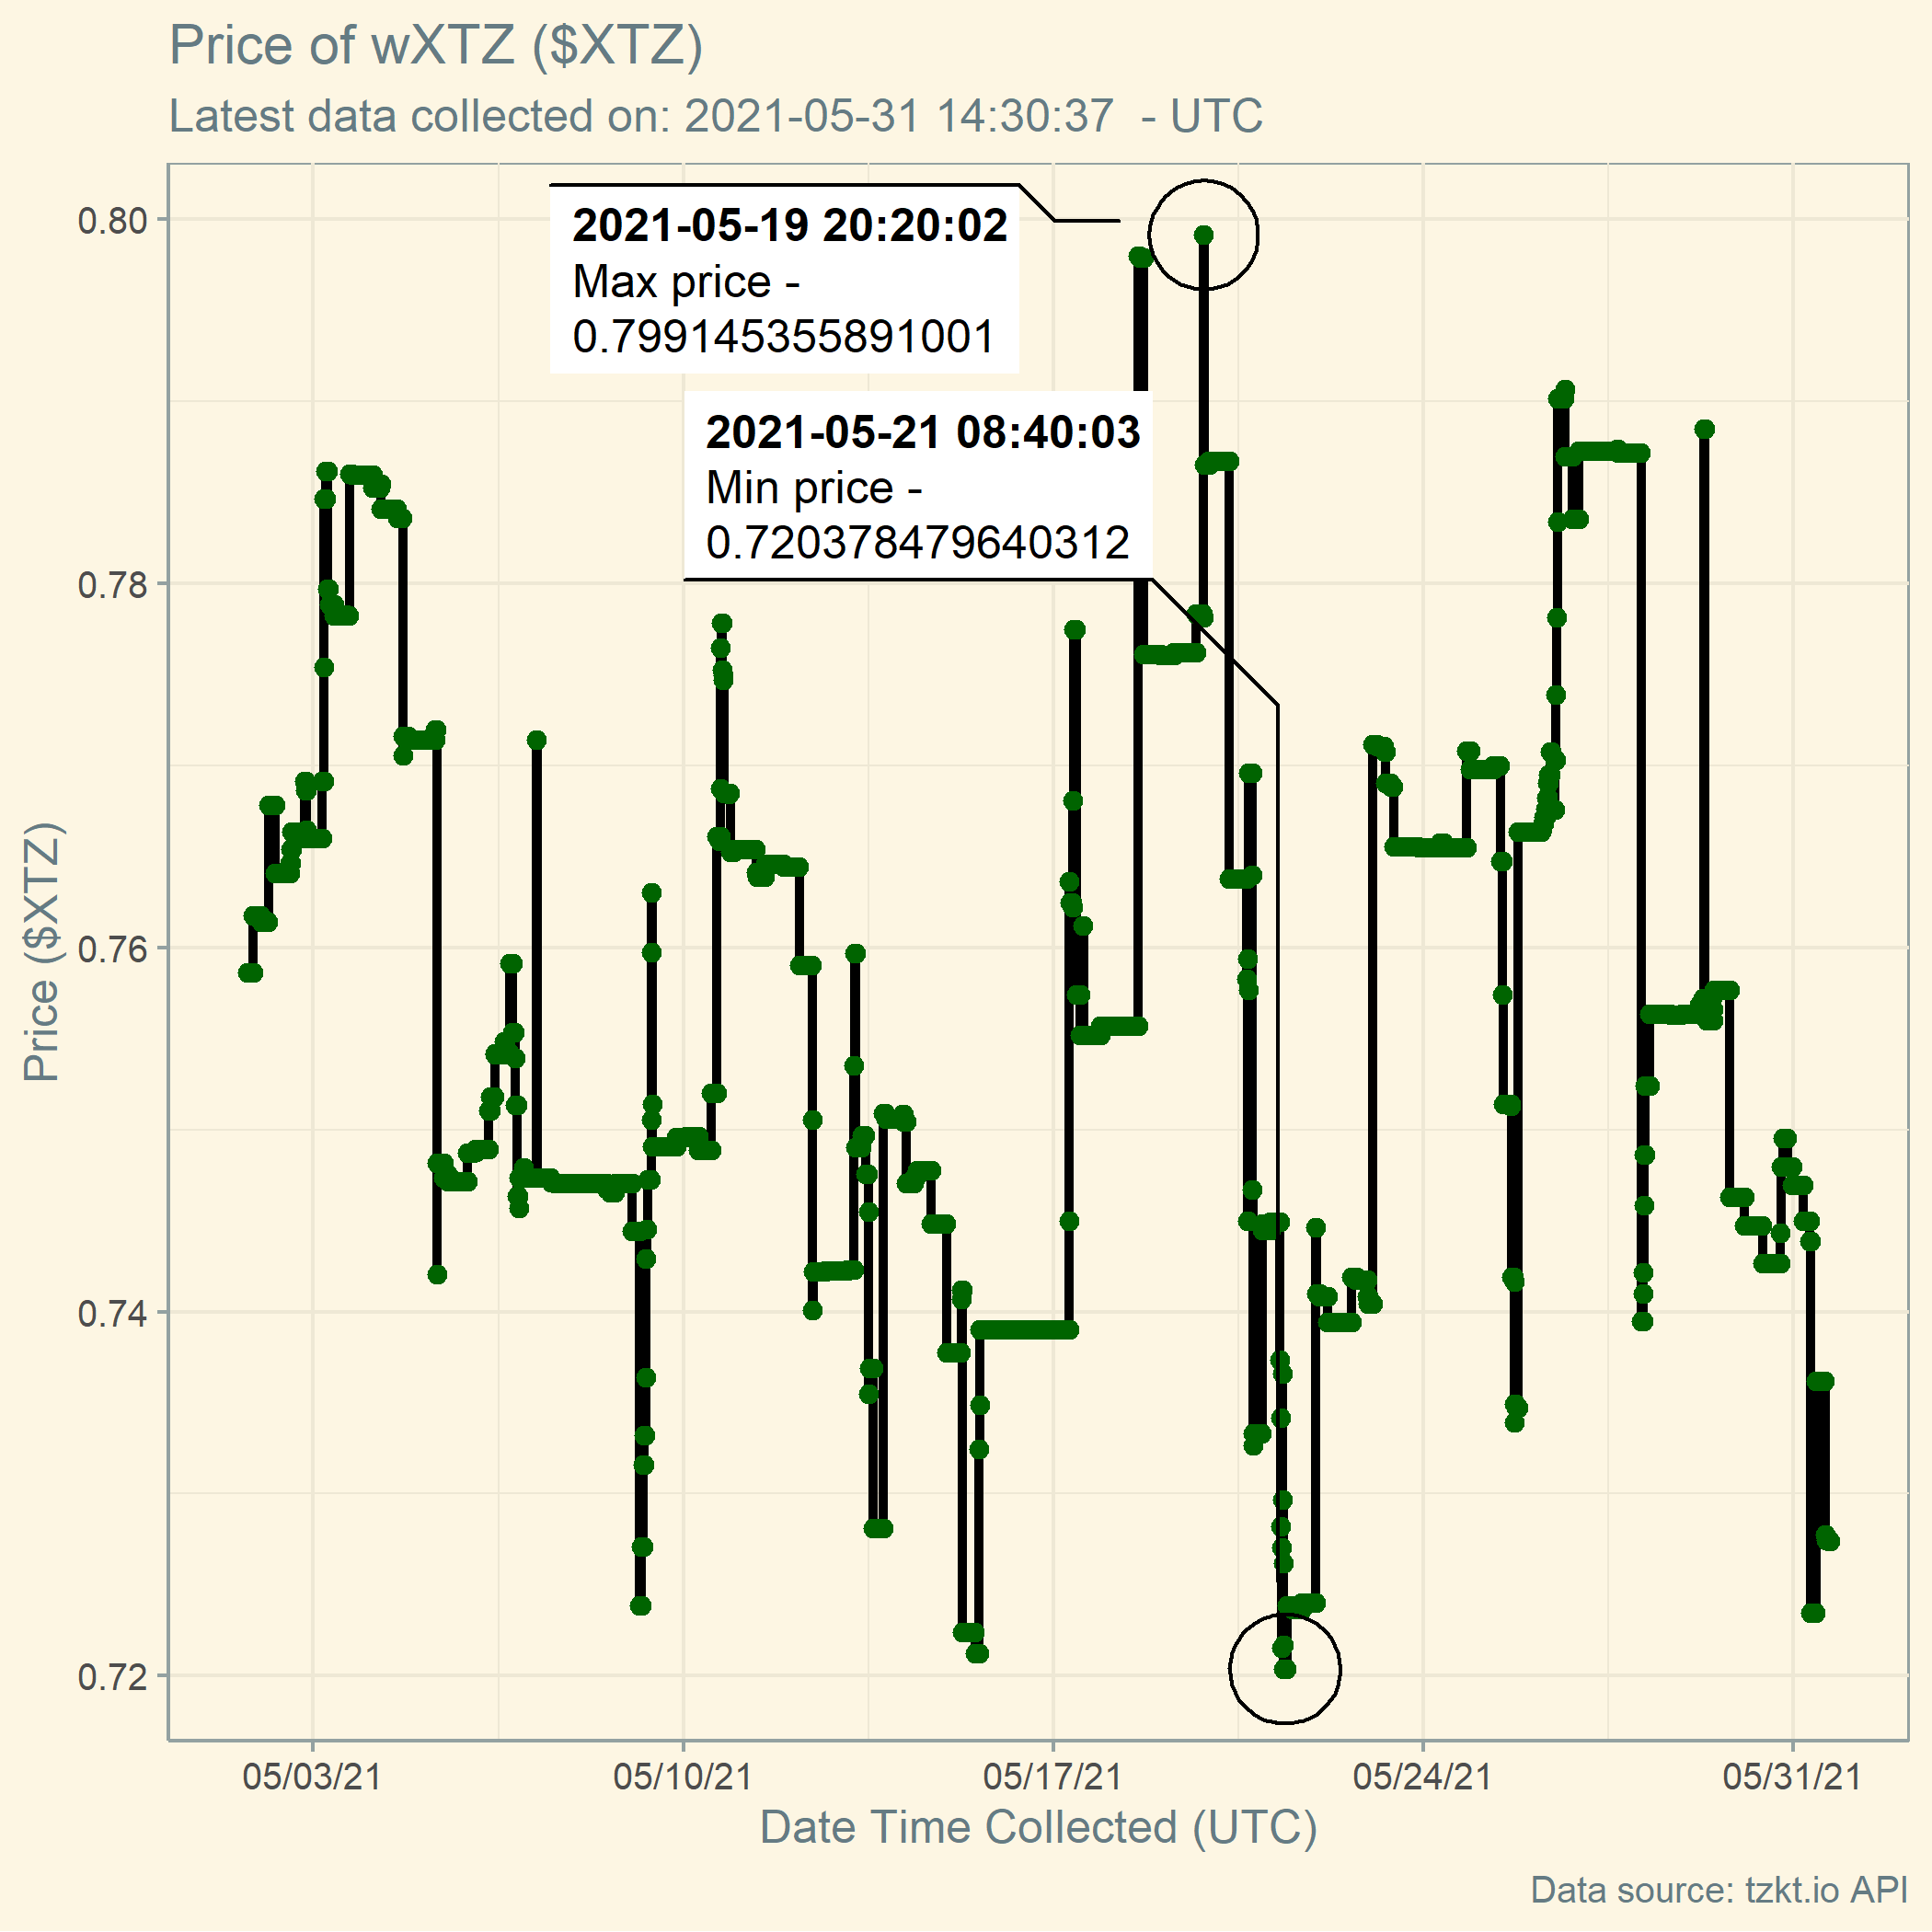 Price of wXTZ ($XTZ)
Latest data collected on: 2021-05-31 14:30:37  - UTC
2021-05-19 20:20:02
Max price -
0.799145355891001
2021-05-21 08:40:03
Min price -
0.720378479640312
Price ($XTZ)
0.80
0.78
0.76
0.74
0.72
05/03/21
05/10/21
05/17/21
05/24/21
05/31/21
Date Time Collected (UTC)
Data source: tzkt.io API